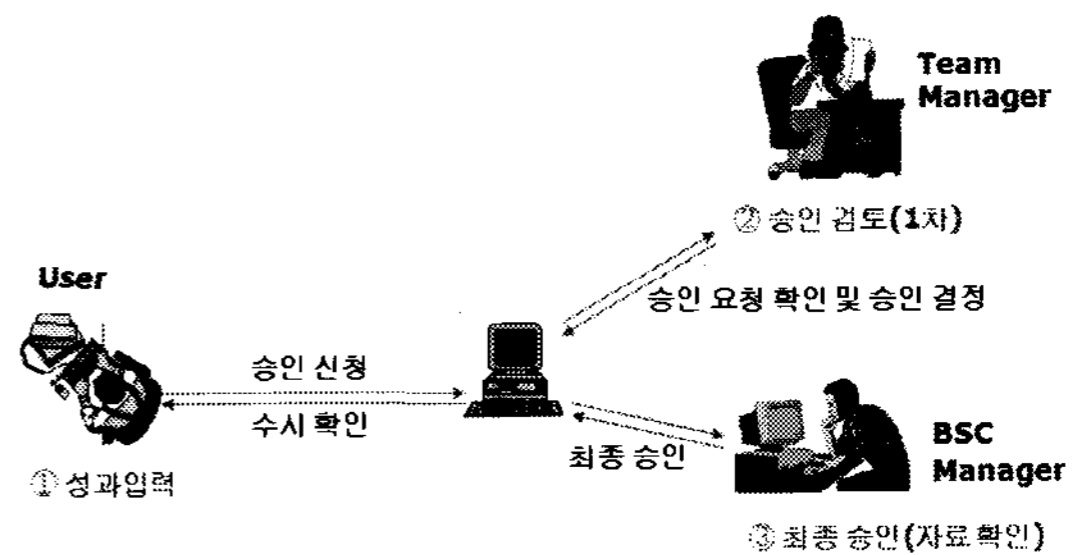 Team
Manager
② 승인 검토(1차)
User
승인 요청 확인 및 승인 결정
승인 신청
수시 확인
최종 승인
BSC
Manager
① 성과입력
③ 최종 승인(자료 확인)